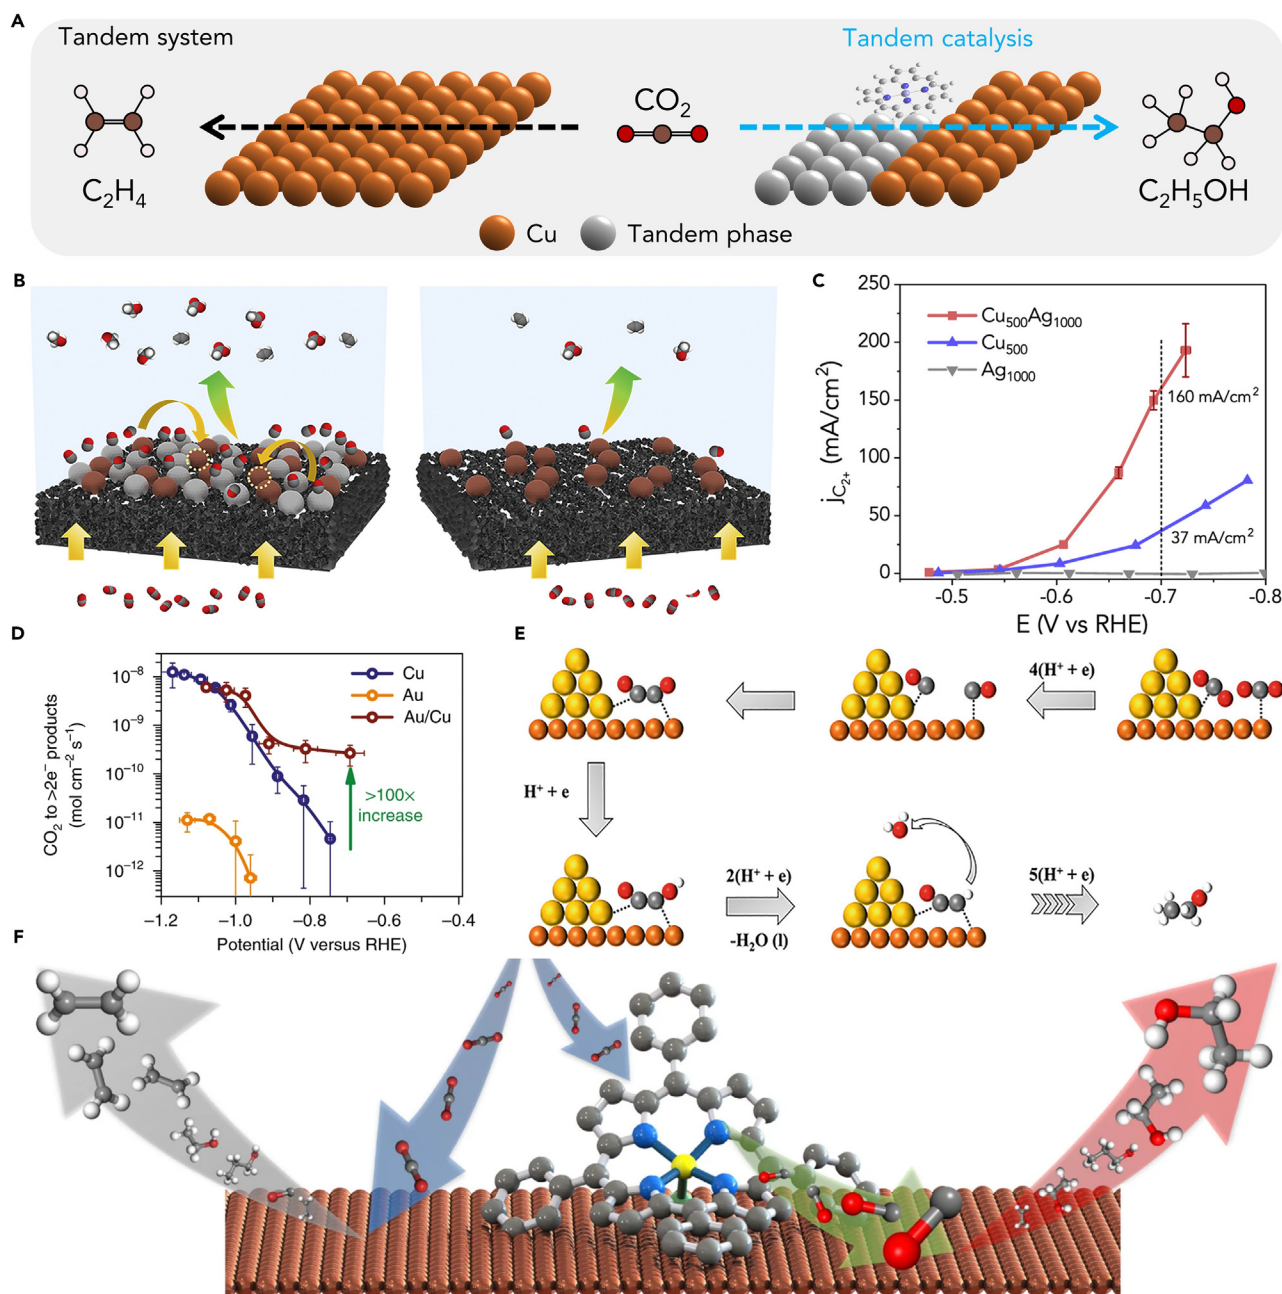 A
Tandem system
Tandem catalysis
CO2
C2H4
C2H5OH
Cu
Tandem phase
B
C
250
200
150
100
50
0
jC2+ (mA/cm2)
Cu500Ag1000
Cu500
Ag1000
160 mA/cm2
37 mA/cm2
-0.5
-0.6
-0.7
-0.8
E (V vs RHE)
D
CO2 to >2e− products
(mol cm−2 s−1)
10−8
10−9
10−10
10−11
10−12
Cu
Au
Au/Cu
>100×
increase
−1.2
−1.0
−0.8
−0.6
−0.4
Potential (V versus RHE)
E
4(H+ + e)
H+ + e
2(H+ + e)
-H2O (l)
5(H+ + e)
F